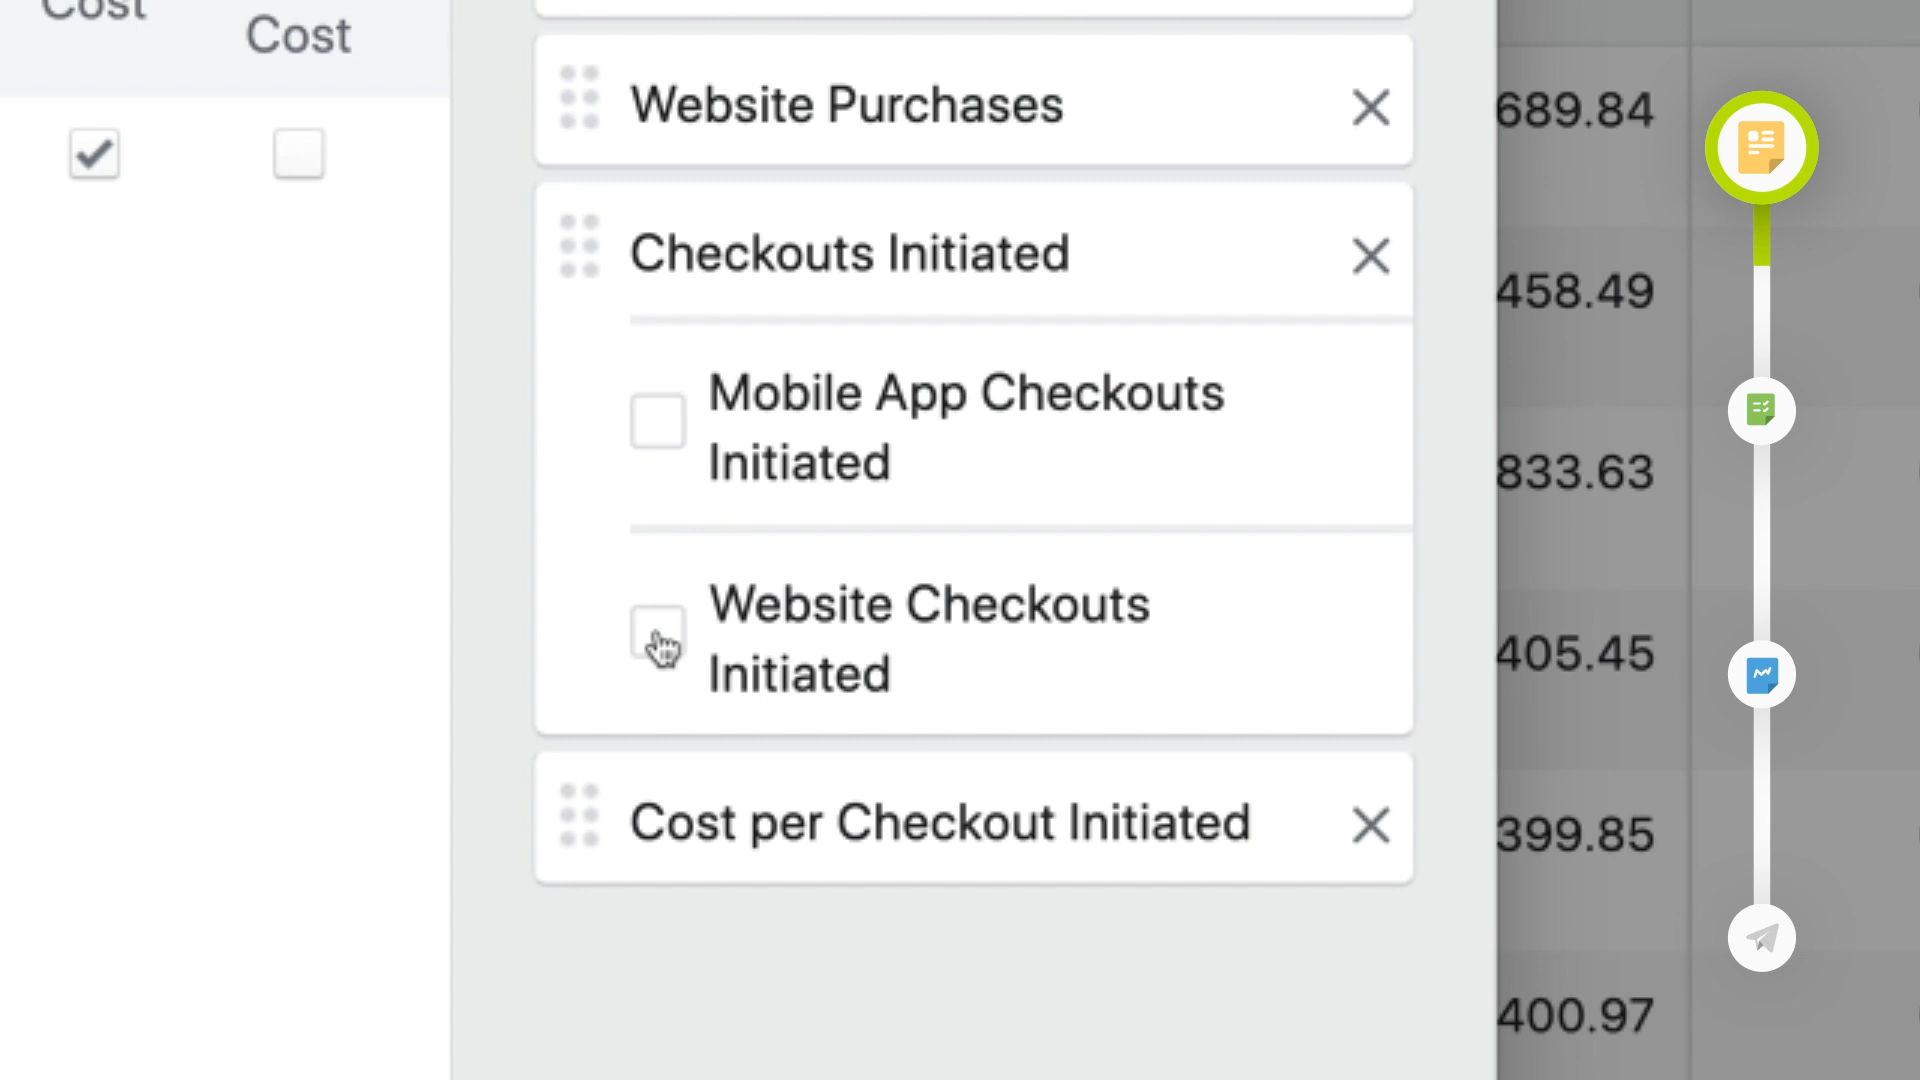 Cost
Cost
Website Purchases
Checkouts Initiated
Mobile App Checkouts
Initiated
Website Checkouts
Initiated
Cost per Checkout Initiated
689.84
458.49
833.63
405.45
399.85
400.97